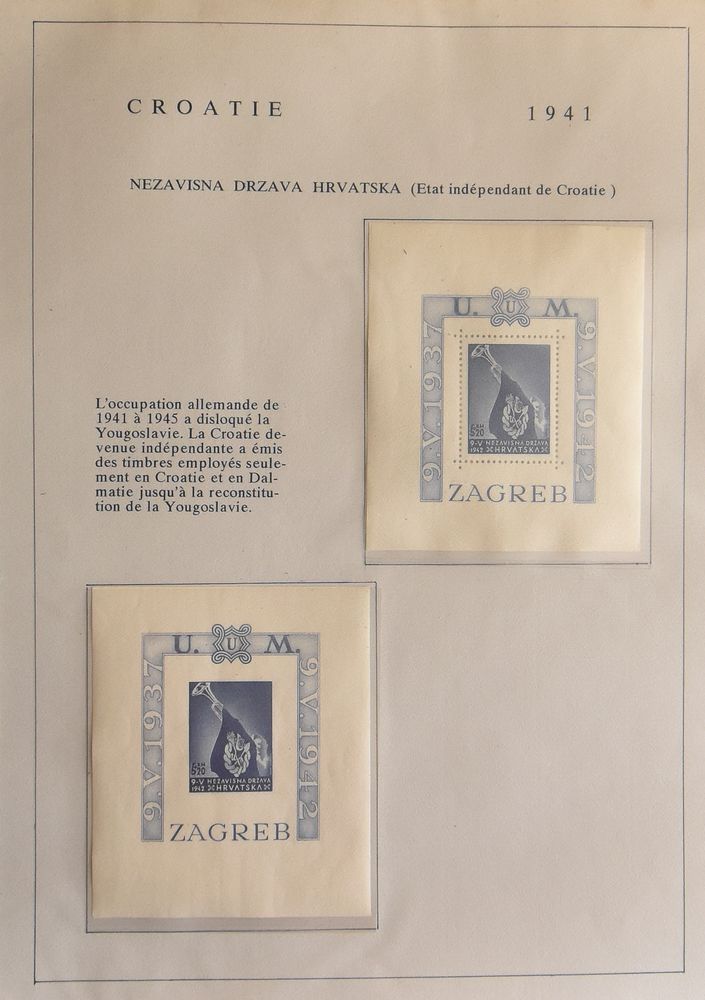 CROATIE 1941
NEZAVISNA DRZAVA HRVATSKA (Etat indépendant de Croatie )
U. U M.
9.V.1937
9.V.1942
5.20
9-V NEZAVISNA DRŽAVA
1942 HRVATSKA
ZAGREB
L'occupation allemande de
1941 à 1945 a disloqué la
Yougoslavie. La Croatie de-
venue indépendante a émis
des timbres employés seule-
ment en Croatie et en Dal-
matie jusqu'à la reconstitu-
tion de la Yougoslavie.
U. U M.
9.V.1937
9.V.1942
5.20
9-V NEZAVISNA DRŽAVA
1942 HRVATSKA
ZAGREB